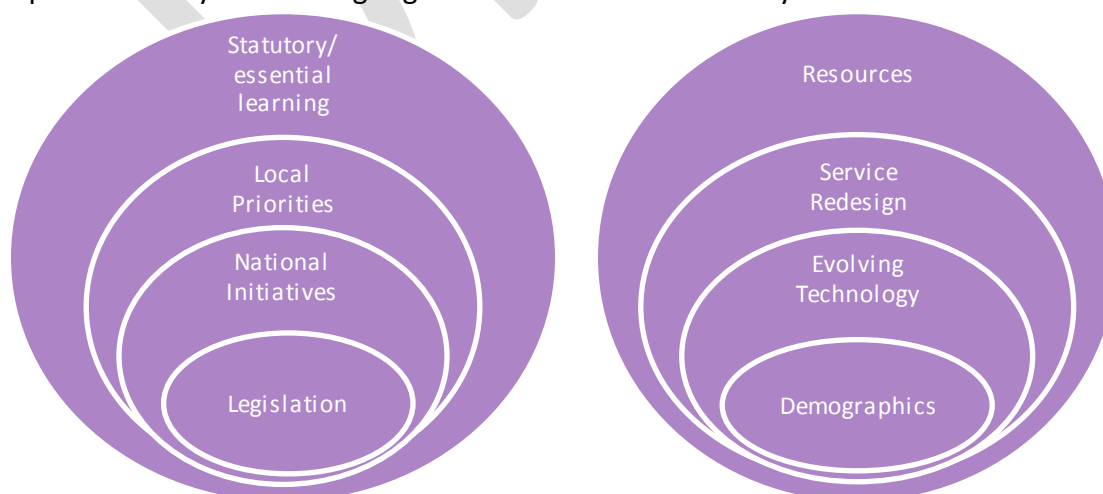 Statutory/
essential
learning
Local
Priorities
National
Initiatives
Legislation
Resources
Service
Redesign
Evolving
Technology
Demographics